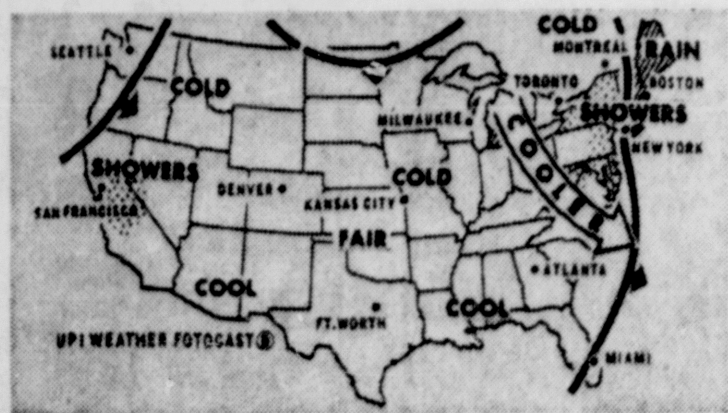 COLD
SEATTLE
MONTREAL
RAIN
COLD
TORONTO
BOSTON
MILWAUKEE
SHOWERS
COOLER
NEW YORK
SHOWERS
COLD
DENVER
KANSAS CITY
SAN FRANCISCO
FAIR
ATLANTA
COOL
COOL
FT. WORTH
UPI WEATHER FOTOCAST
MIAMI